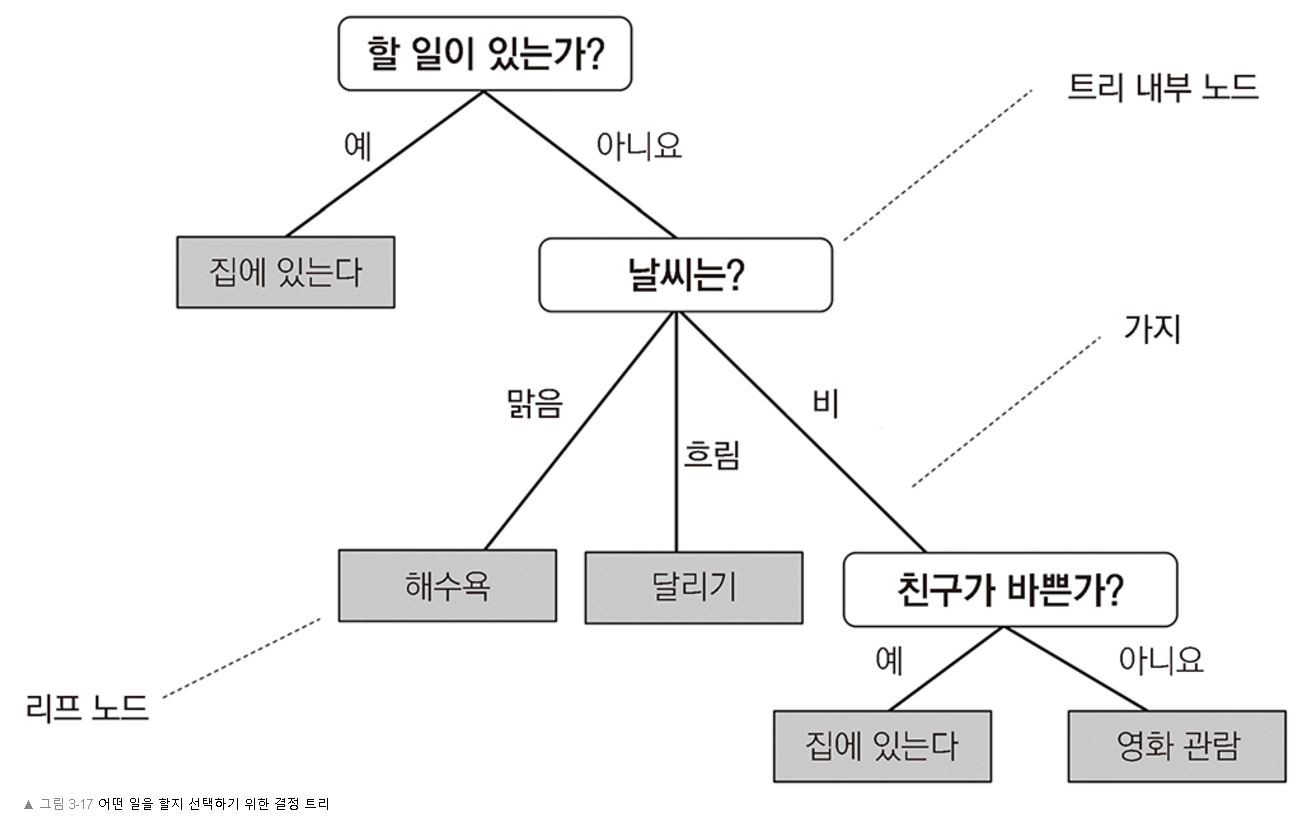 할 일이 있는가?
트리 내부 노드
예
아니요
집에 있는다
날씨는?
가지
맑음
비
흐림
해수욕
달리기
친구가 바쁜가?
예
아니요
리프 노드
집에 있는다
영화 관람
▲ 그림 3-17 어떤 일을 할지 선택하기 위한 결정 트리